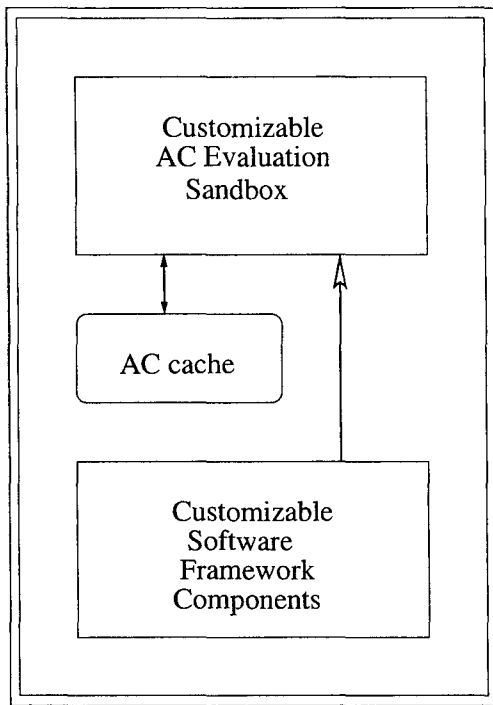 Customizable
AC Evaluation
Sandbox
AC cache
Customizable
Software
Framework
Components